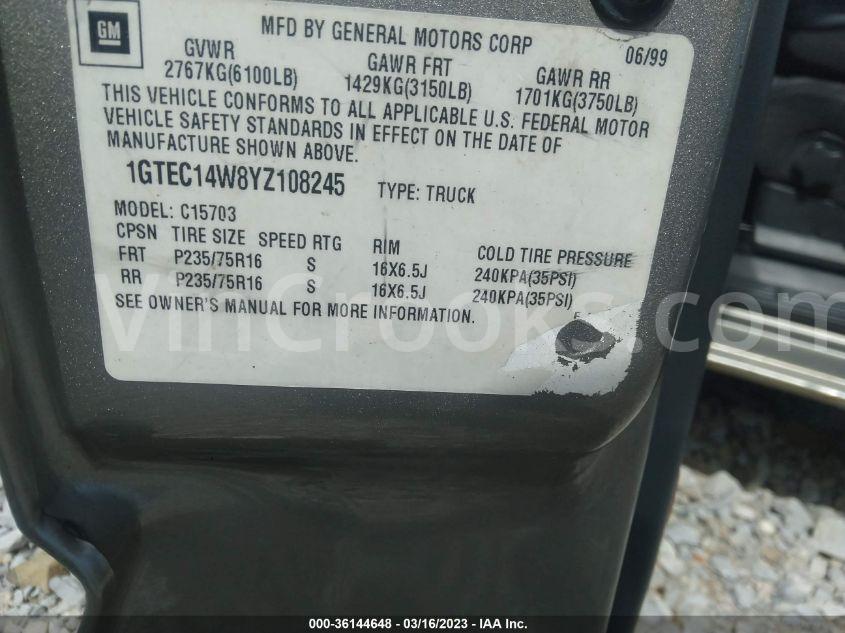 GM
MFD BY GENERAL MOTORS CORP 06/99
GVWR GAWR FRT GAWR RR
2767KG(6100LB) 1429KG(3150LB) 1701KG(3750LB)
THIS VEHICLE CONFORMS TO ALL APPLICABLE U.S. FEDERAL MOTOR
VEHICLE SAFETY STANDARDS IN EFFECT ON THE DATE OF
MANUFACTURE SHOWN ABOVE.
1GTEC14W8YZ108245 TYPE: TRUCK
MODEL: C15703
CPSN TIRE SIZE SPEED RTG RIM COLD TIRE PRESSURE
FRT P235/75R16 S 16X6.5J 240KPA(35PSI)
RR P235/75R16 S 16X6.5J 240KPA(35PSI)
SEE OWNER'S MANUAL FOR MORE INFORMATION.
VinCrooks.com
000-36144648 - 03/16/2023 - IAA Inc.